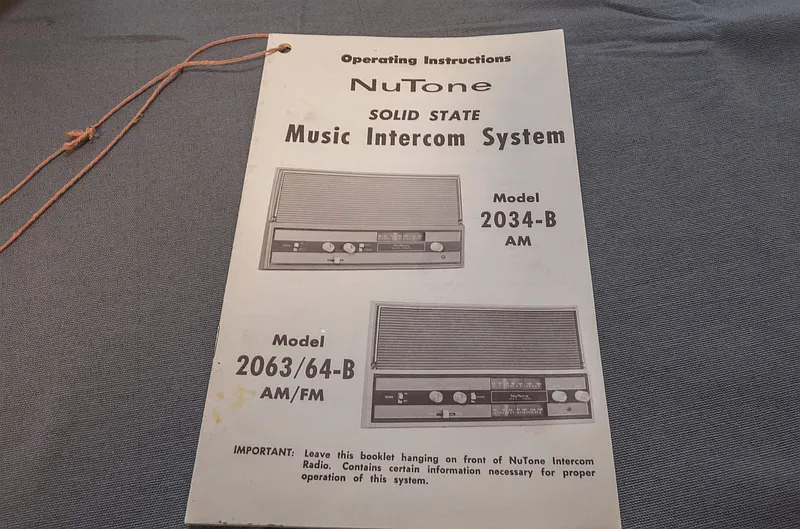 Operating Instructions
NuTone
SOLID STATE
Music Intercom System
Model
2034-B
AM
Model
2063/64-B
AM/FM
IMPORTANT: Leave this booklet hanging on front of NuTone Intercom
Radio. Contains certain information necessary for proper
operation of this system.